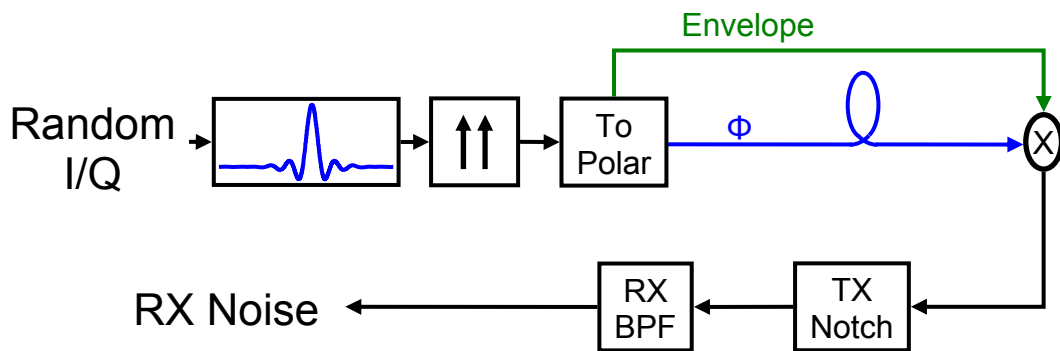 Envelope
Random
I/Q
To
Polar
Φ
X
RX Noise
RX
BPF
TX
Notch